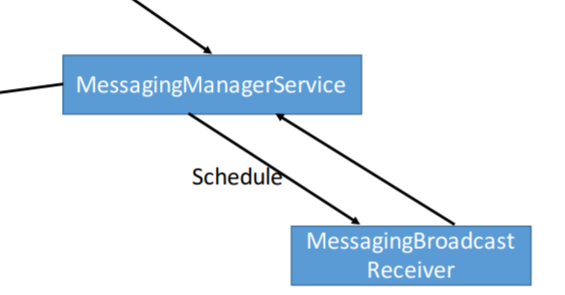 MessagingManagerService
Schedule
MessagingBroadcast
Receiver